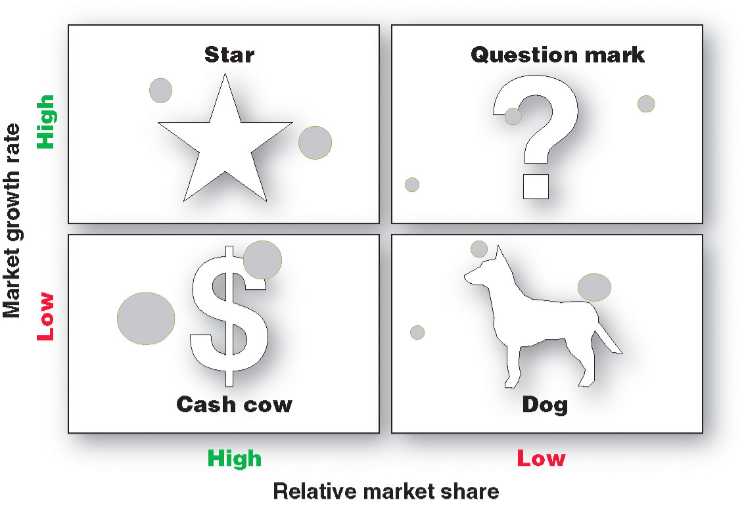 Star
Question mark
High
Market growth rate
Low
Cash cow
Dog
High
Low
Relative market share